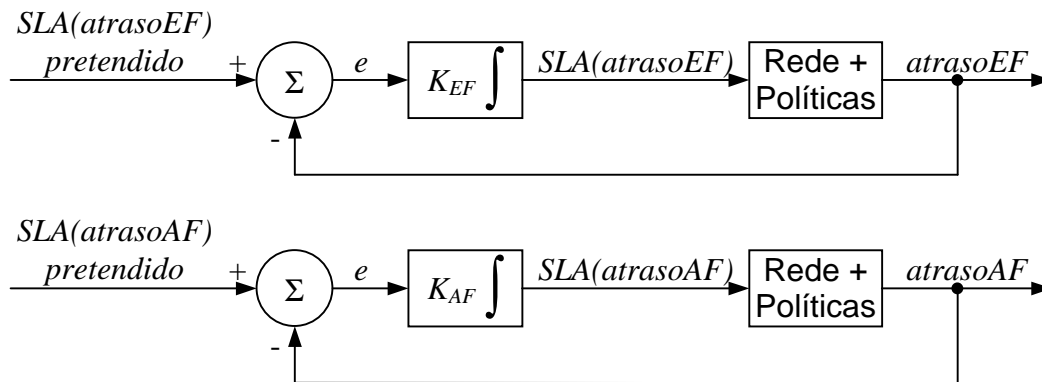 SLA(atrasoEF)
pretendido
+
Σ
-
e
K_EF ∫
SLA(atrasoEF)
Rede +
Políticas
atrasoEF
SLA(atrasoAF)
pretendido
+
Σ
-
e
K_AF ∫
SLA(atrasoAF)
Rede +
Políticas
atrasoAF